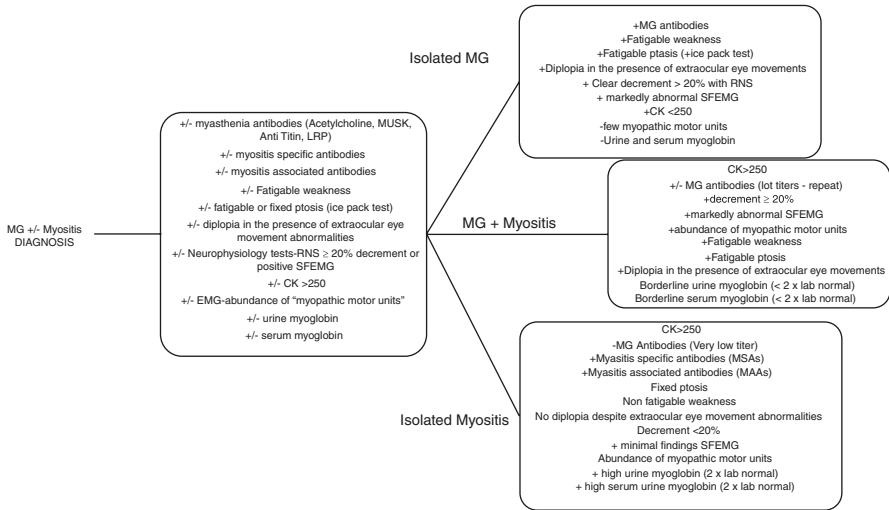 MG +/- Myositis
DIAGNOSIS
+/- myasthenia antibodies (Acetylcholine, MUSK,
Anti Titin, LRP)
+/- myositis specific antibodies
+/- myositis associated antibodies
+/- Fatigable weakness
+/- fatigable or fixed ptosis (ice pack test)
+/- diplopia in the presence of extraocular eye
movement abnormalities
+/- Neurophysiology tests-RNS ≥ 20% decrement or
positive SFEMG
+/- CK >250
+/- EMG-abundance of “myopathic motor units”
+/- urine myoglobin
+/- serum myoglobin
Isolated MG
+MG antibodies
+Fatigable weakness
+Fatigable ptasis (+ice pack test)
+Diplopia in the presence of extraocular eye movements
+ Clear decrement > 20% with RNS
+ markedly abnormal SFEMG
+CK <250
-few myopathic motor units
-Urine and serum myoglobin
MG + Myositis
CK>250
+/- MG antibodies (lot titers - repeat)
+decrement ≥ 20%
+markedly abnormal SFEMG
+abundance of myopathic motor units
+Fatigable weakness
+Fatigable ptosis
+Diplopia in the presence of extraocular eye movements
Borderline urine myoglobin (< 2 x lab normal)
Borderline serum myoglobin (< 2 x lab normal)
Isolated Myositis
CK>250
-MG Antibodies (Very low titer)
+Myasitis specific antibodies (MSAs)
+Myasitis associated antibodies (MAAs)
Fixed ptosis
Non fatigable weakness
No diplopia despite extraocular eye movement abnormalities
Decrement <20%
+ minimal findings SFEMG
Abundance of myopathic motor units
+ high urine myoglobin (2 x lab normal)
+ high serum urine myoglobin (2 x lab normal)